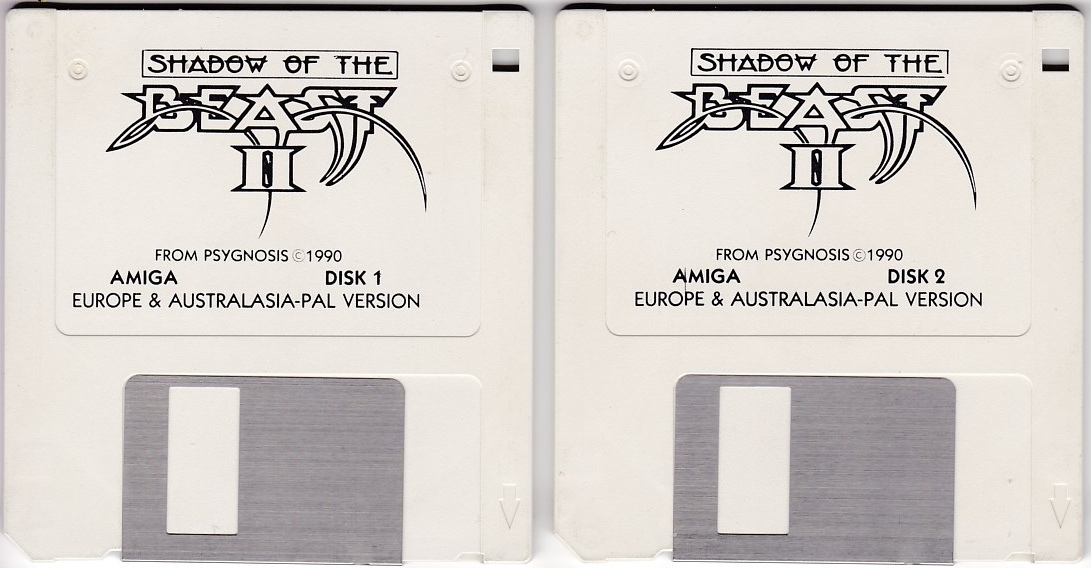 SHADOW OF THE
BEAST
II
FROM PSYGNOSIS ©1990
AMIGA DISK 1
EUROPE & AUSTRALASIA-PAL VERSION
SHADOW OF THE
BEAST
II
FROM PSYGNOSIS ©1990
AMIGA DISK 2
EUROPE & AUSTRALASIA-PAL VERSION